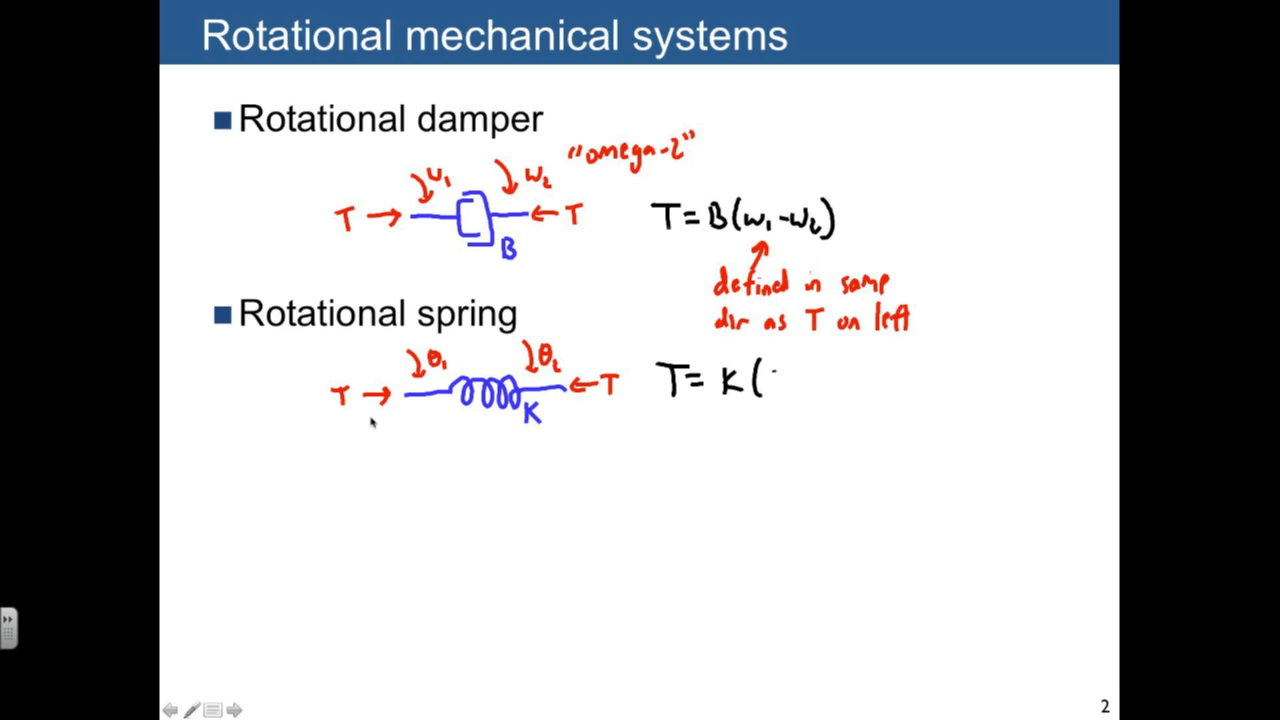 Rotational mechanical systems
Rotational damper
"omega-2"
ω₁ ω₂
T → ← T
B
T = B(ω₁ - ω₂)
defined in same
dir as T on left
Rotational spring
θ₁ θ₂
T → ← T
K
T = K (
2